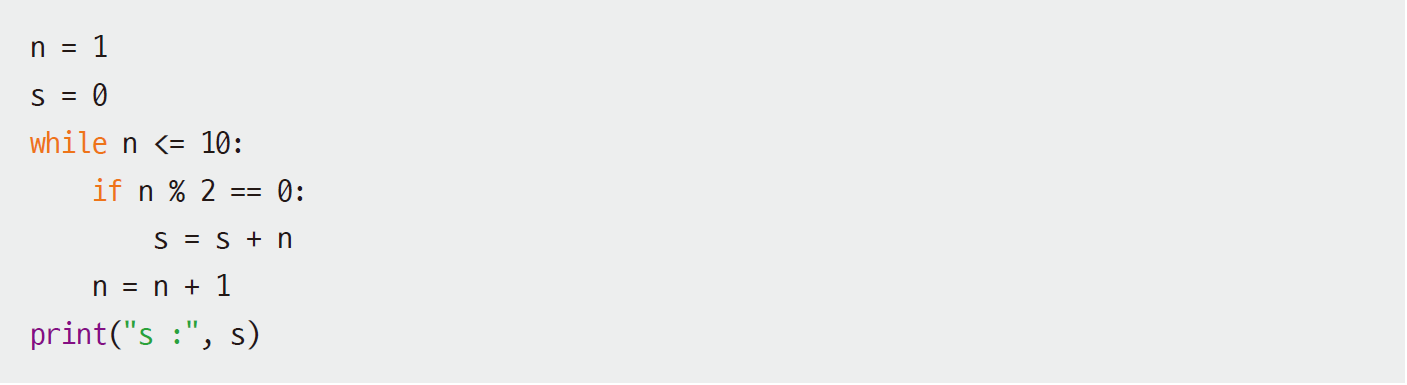 n = 1
s = 0
while n <= 10:
    if n % 2 == 0:
        s = s + n
    n = n + 1
print("s :", s)